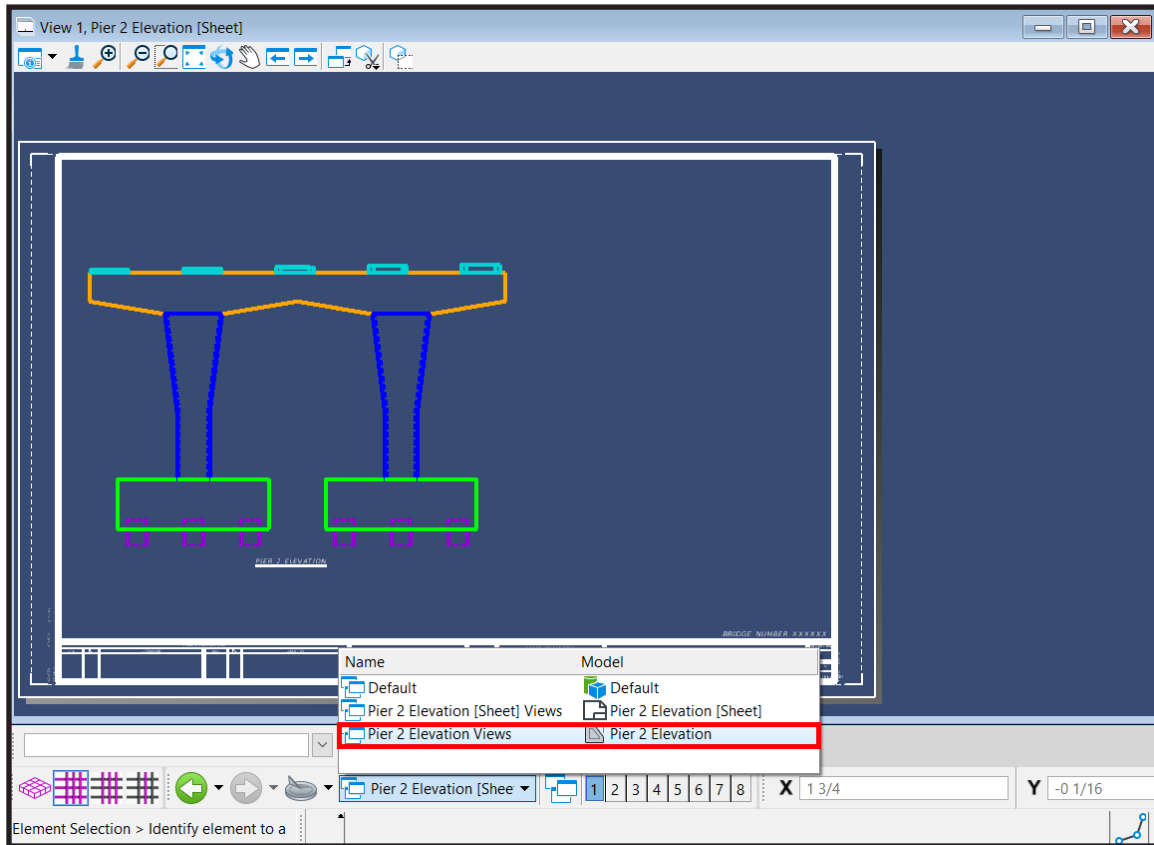 View 1, Pier 2 Elevation [Sheet]
PIER 2 ELEVATION
BRIDGE NUMBER XXXXXX
Name Model
Default Default
Pier 2 Elevation [Sheet] Views Pier 2 Elevation [Sheet]
Pier 2 Elevation Views Pier 2 Elevation
Pier 2 Elevation [Shee 1 2 3 4 5 6 7 8 X 1 3/4 Y -0 1/16
Element Selection > Identify element to a